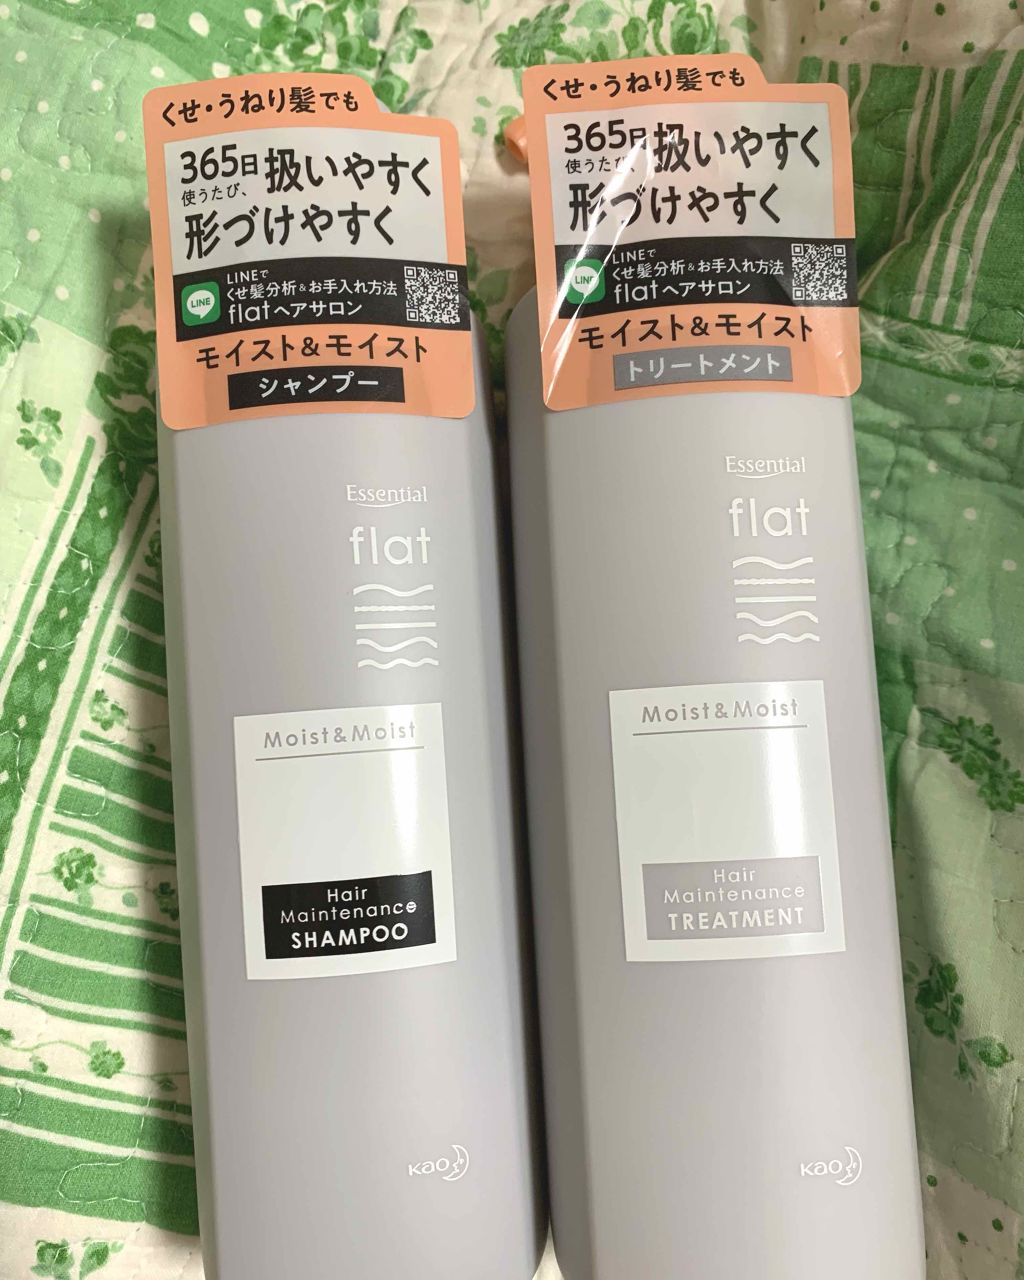 くせ・うねり髪でも
365日
使うたび、
扱いやすく
形づけやすく
LINE
LINEで
くせ髪分析&お手入れ方法
flatヘアサロン
モイスト&モイスト
シャンプー
Essential
flat
Moist&Moist
Hair
Maintenance
SHAMPOO
Kao
くせ・うねり髪でも
365日
使うたび、
扱いやすく
形づけやすく
LINE
LINEで
くせ髪分析&お手入れ方法
flatヘアサロン
モイスト&モイスト
トリートメント
Essential
flat
Moist&Moist
Hair
Maintenance
TREATMENT
Kao